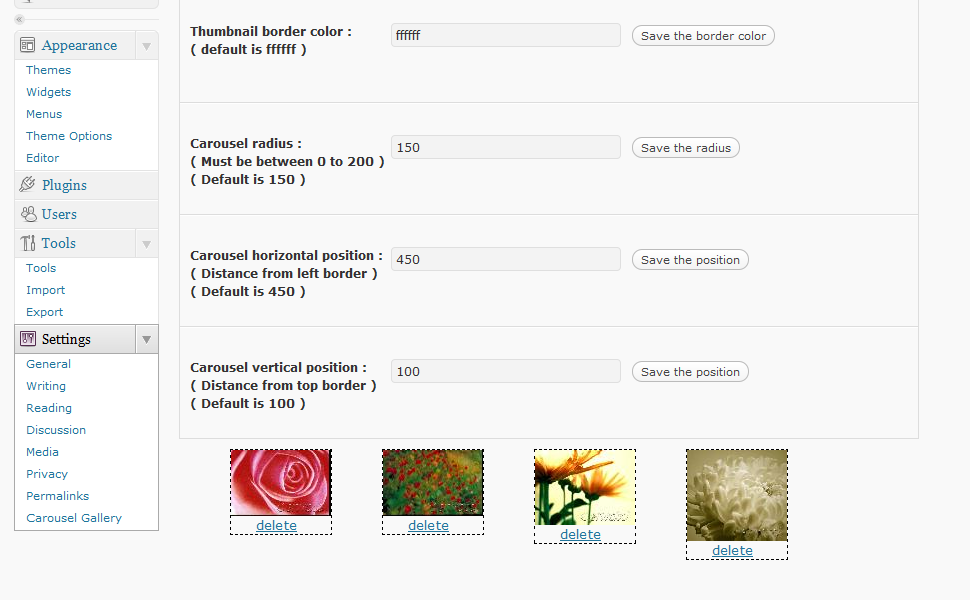 Appearance
Themes
Widgets
Menus
Theme Options
Editor
Plugins
Users
Tools
Tools
Import
Export
Settings
General
Writing
Reading
Discussion
Media
Privacy
Permalinks
Carousel Gallery
Thumbnail border color :
( default is ffffff )
ffffff
Save the border color
Carousel radius :
( Must be between 0 to 200 )
( Default is 150 )
150
Save the radius
Carousel horizontal position :
( Distance from left border )
( Default is 450 )
450
Save the position
Carousel vertical position :
( Distance from top border )
( Default is 100 )
100
Save the position
delete
delete
delete
delete